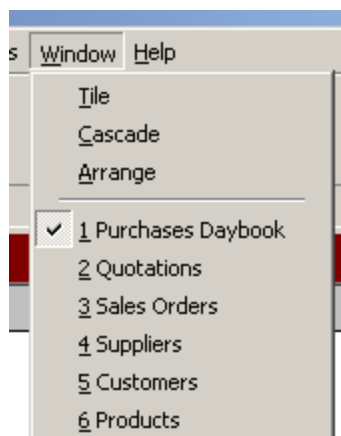 s Window Help
Tile
Cascade
Arrange
1 Purchases Daybook
2 Quotations
3 Sales Orders
4 Suppliers
5 Customers
6 Products